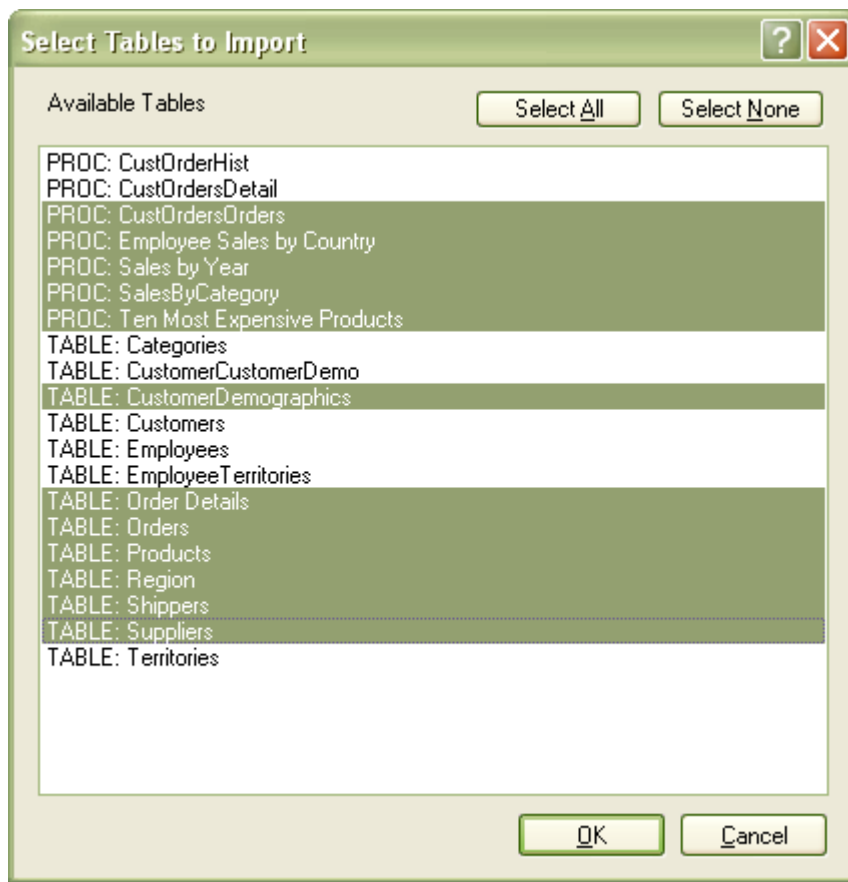 Select Tables to Import
Available Tables
Select All
Select None
PROC: CustOrderHist
PROC: CustOrdersDetail
PROC: CustOrdersOrders
PROC: Employee Sales by Country
PROC: Sales by Year
PROC: SalesByCategory
PROC: Ten Most Expensive Products
TABLE: Categories
TABLE: CustomerCustomerDemo
TABLE: CustomerDemographics
TABLE: Customers
TABLE: Employees
TABLE: EmployeeTerritories
TABLE: Order Details
TABLE: Orders
TABLE: Products
TABLE: Region
TABLE: Shippers
TABLE: Suppliers
TABLE: Territories
OK
Cancel